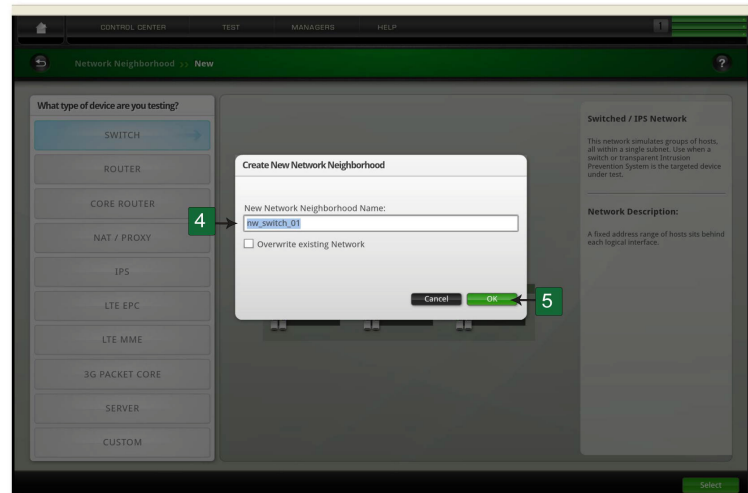 CONTROL CENTER TEST MANAGERS HELP 1
Network Neighborhood >> New ?
What type of device are you testing?
SWITCH
ROUTER
CORE ROUTER
NAT / PROXY
IPS
LTE EPC
LTE MME
3G PACKET CORE
SERVER
CUSTOM
Create New Network Neighborhood
New Network Neighborhood Name:
4
nw_switch_01
Overwrite existing Network
Cancel OK 5
Switched / IPS Network
This network simulates groups of hosts,
all within a single subnet. Use when a
switch or transparent Intrusion
Prevention System is the targeted device
under test.
Network Description:
A fixed address range of hosts sits behind
each logical interface.
Select